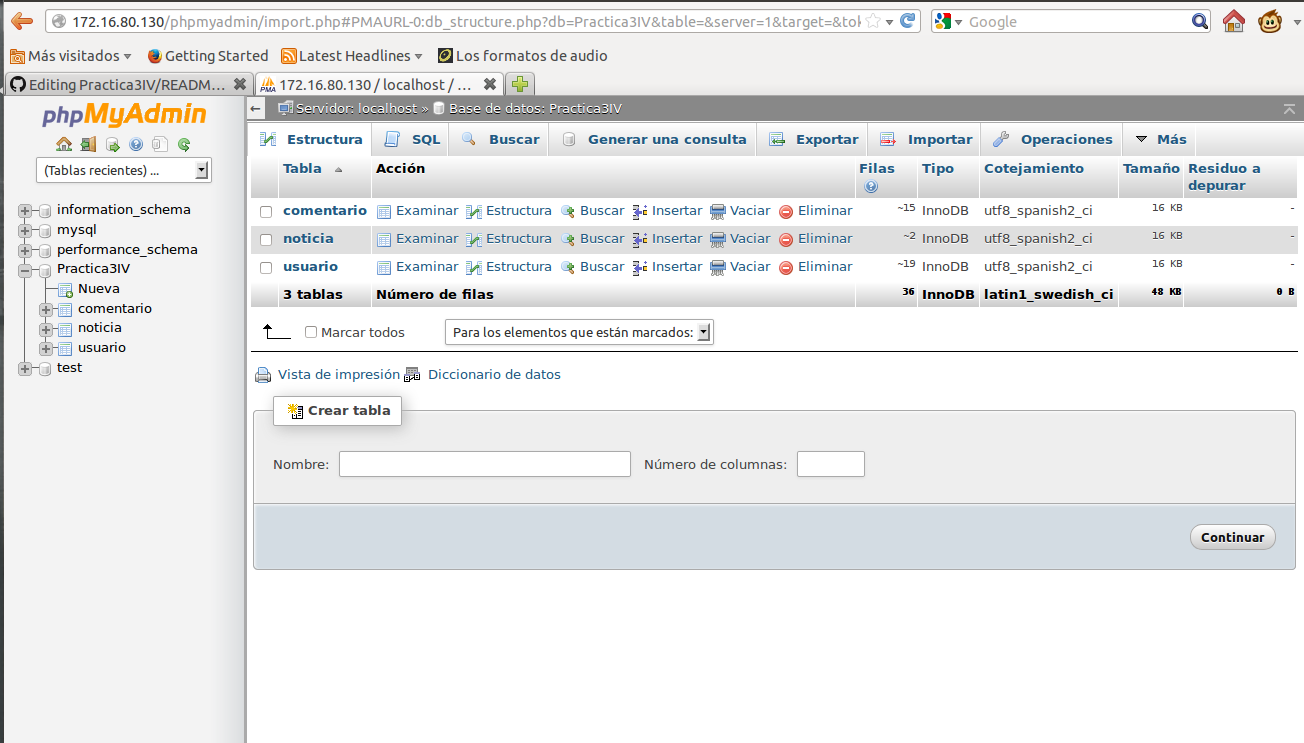 172.16.80.130/phpmyadmin/import.php#PMAURL-0:db_structure.php?db=Practica3IV&table=&server=1&target=&tok
Google
Más visitados
Getting Started
Latest Headlines
Los formatos de audio
Editing Practica3IV/READM...
PMA
172.16.80.130 / localhost / ...
phpMyAdmin
(Tablas recientes) ...
information_schema
mysql
performance_schema
Practica3IV
Nueva
comentario
noticia
usuario
test
Servidor: localhost » Base de datos: Practica3IV
Estructura SQL Buscar Generar una consulta Exportar Importar Operaciones Más
Tabla Acción Filas Tipo Cotejamiento Tamaño Residuo a
depurar
comentario Examinar Estructura Buscar Insertar Vaciar Eliminar ~15 InnoDB utf8_spanish2_ci 16 KB -
noticia Examinar Estructura Buscar Insertar Vaciar Eliminar ~2 InnoDB utf8_spanish2_ci 16 KB -
usuario Examinar Estructura Buscar Insertar Vaciar Eliminar ~19 InnoDB utf8_spanish2_ci 16 KB -
3 tablas Número de filas 36 InnoDB latin1_swedish_ci 48 KB 0 B
Marcar todos Para los elementos que están marcados:
Vista de impresión Diccionario de datos
Crear tabla
Nombre: Número de columnas:
Continuar